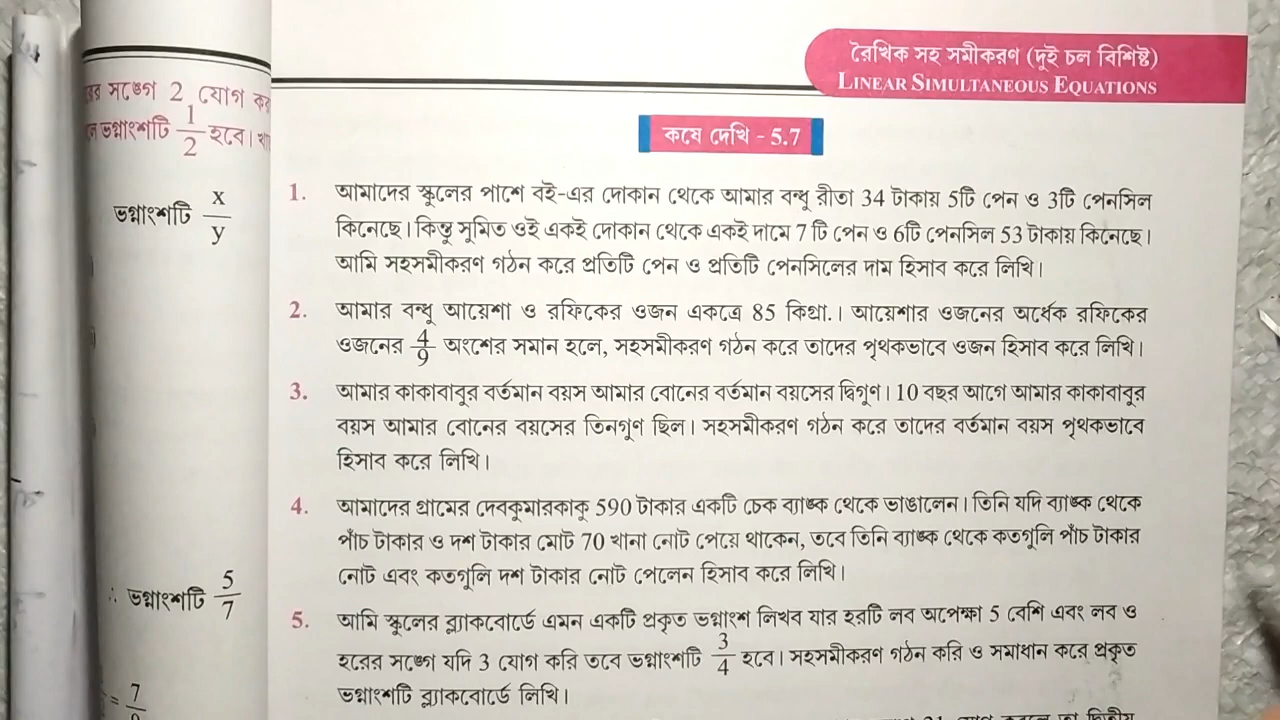 রৈখিক সহ সমীকরণ (দুই চল বিশিষ্ট)
LINEAR SIMULTANEOUS EQUATIONS
সঙ্গে 2 যোগ
ভগ্নাংশটি 1/2 হবে।
ভগ্নাংশটি x/y
∴ ভগ্নাংশটি 5/7
= 7
কষে দেখি - 5.7
1. আমাদের স্কুলের পাশে বই-এর দোকান থেকে আমার বন্ধু রীতা 34 টাকায় 5টি পেন ও 3টি পেনসিল
কিনেছে। কিন্তু সুমিত ওই একই দোকান থেকে একই দামে 7 টি পেন ও 6টি পেনসিল 53 টাকায় কিনেছে।
আমি সহসমীকরণ গঠন করে প্রতিটি পেন ও প্রতিটি পেনসিলের দাম হিসাব করে লিখি।
2. আমার বন্ধু আয়েশা ও রফিকের ওজন একত্রে 85 কিগ্রা.। আয়েশার ওজনের অর্ধেক রফিকের
ওজনের 4/9 অংশের সমান হলে, সহসমীকরণ গঠন করে তাদের পৃথকভাবে ওজন হিসাব করে লিখি।
3. আমার কাকাবাবুর বর্তমান বয়স আমার বোনের বর্তমান বয়সের দ্বিগুণ। 10 বছর আগে আমার কাকাবাবুর
বয়স আমার বোনের বয়সের তিনগুণ ছিল। সহসমীকরণ গঠন করে তাদের বর্তমান বয়স পৃথকভাবে
হিসাব করে লিখি।
4. আমাদের গ্রামের দেবকুমারকাকু 590 টাকার একটি চেক ব্যাঙ্ক থেকে ভাঙালেন। তিনি যদি ব্যাঙ্ক থেকে
পাঁচ টাকার ও দশ টাকার মোট 70 খানা নোট পেয়ে থাকেন, তবে তিনি ব্যাঙ্ক থেকে কতগুলি পাঁচ টাকার
নোট এবং কতগুলি দশ টাকার নোট পেলেন হিসাব করে লিখি।
5. আমি স্কুলের ব্ল্যাকবোর্ডে এমন একটি প্রকৃত ভগ্নাংশ লিখব যার হরটি লব অপেক্ষা 5 বেশি এবং লব ও
হরের সঙ্গে যদি 3 যোগ করি তবে ভগ্নাংশটি 3/4 হবে। সহসমীকরণ গঠন করি ও সমাধান করে প্রকৃত
ভগ্নাংশটি ব্ল্যাকবোর্ডে লিখি।